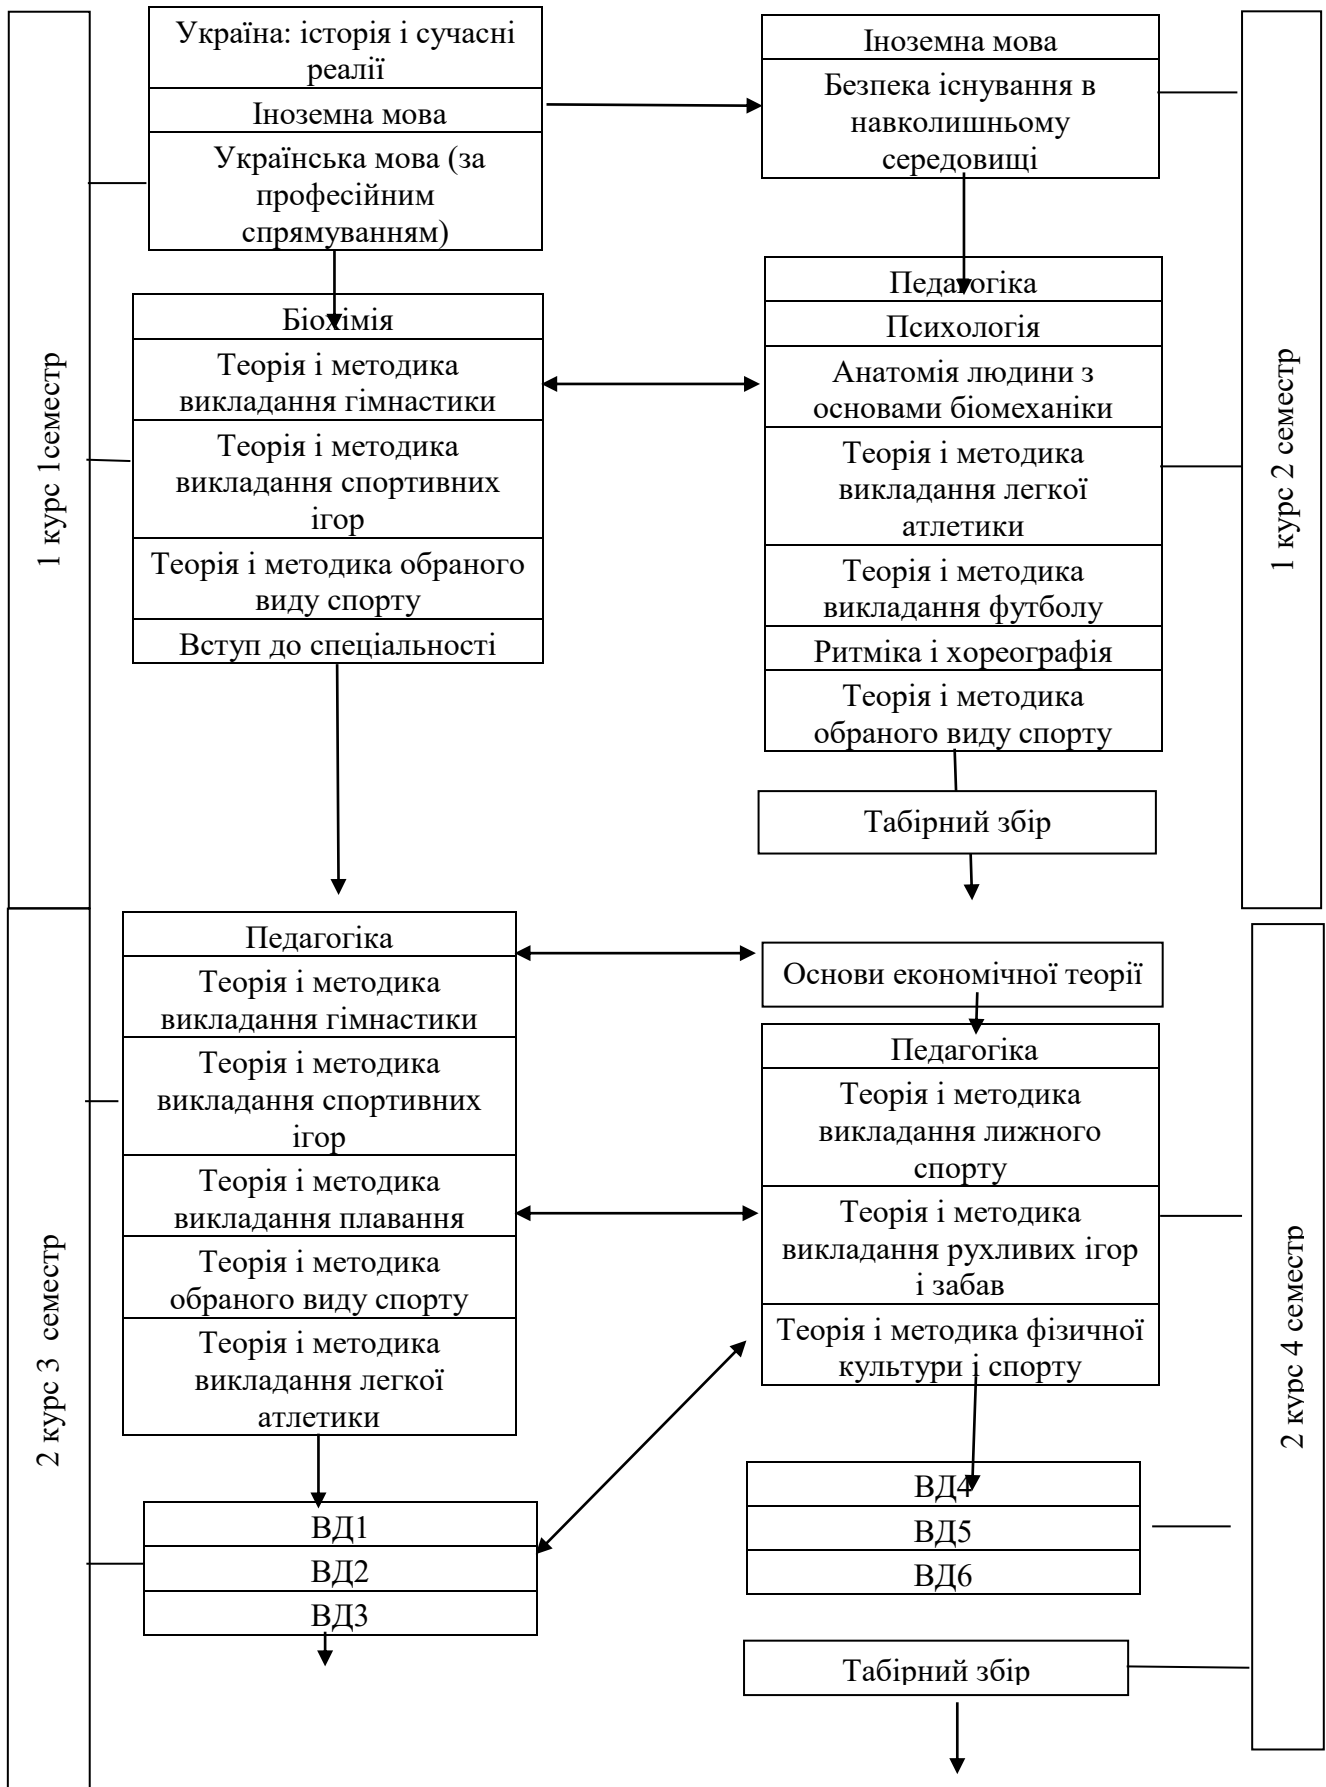 1 курс 1семестр
Україна: історія і сучасні
реалії
Іноземна мова
Українська мова (за
професійним
спрямуванням)
Біохімія
Теорія і методика
викладання гімнастики
Теорія і методика
викладання спортивних
ігор
Теорія і методика обраного
виду спорту
Вступ до спеціальності
Іноземна мова
Безпека існування в
навколишньому
середовищі
Педагогіка
Психологія
Анатомія людини з
основами біомеханіки
Теорія і методика
викладання легкої
атлетики
Теорія і методика
викладання футболу
Ритміка і хореографія
Теорія і методика
обраного виду спорту
Табірний збір
1 курс 2 семестр
2 курс 3 семестр
Педагогіка
Теорія і методика
викладання гімнастики
Теорія і методика
викладання спортивних
ігор
Теорія і методика
викладання плавання
Теорія і методика
обраного виду спорту
Теорія і методика
викладання легкої
атлетики
ВД1
ВД2
ВД3
Основи економічної теорії
Педагогіка
Теорія і методика
викладання лижного
спорту
Теорія і методика
викладання рухливих ігор
і забав
Теорія і методика фізичної
культури і спорту
ВД4
ВД5
ВД6
Табірний збір
2 курс 4 семестр